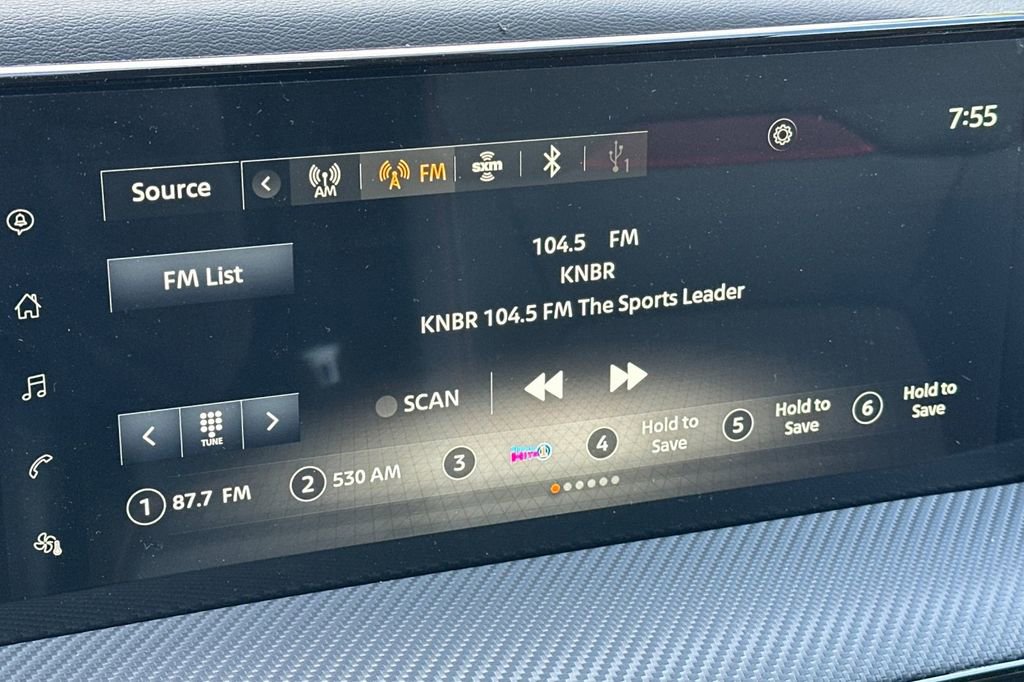 7:55
Source
AM
FM
sxm
1
FM List
104.5 FM
KNBR
KNBR 104.5 FM The Sports Leader
SCAN
TUNE
1 87.7 FM
2 530 AM
3
4 Hold to
Save
5 Hold to
Save
6 Hold to
Save